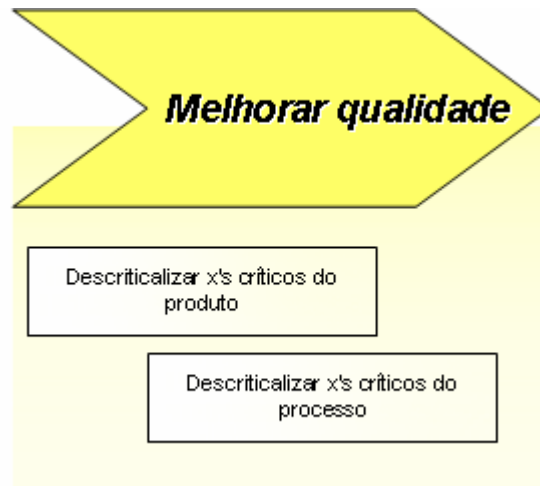 Melhorar qualidade
Descriticalizar x's críticos do
produto
Descriticalizar x's críticos do
processo